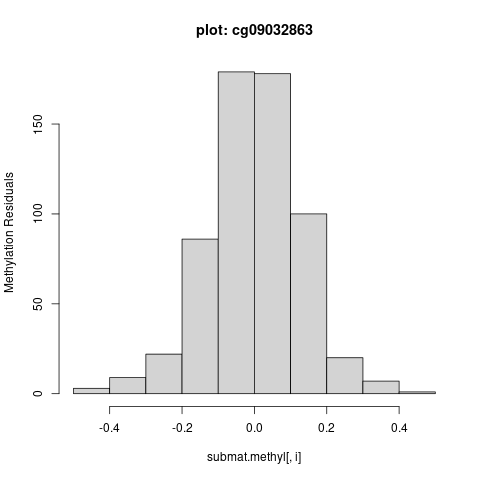 plot: cg09032863
Methylation Residuals
150
100
50
0
-0.4 -0.2 0.0 0.2 0.4
submat.methyl[, i]